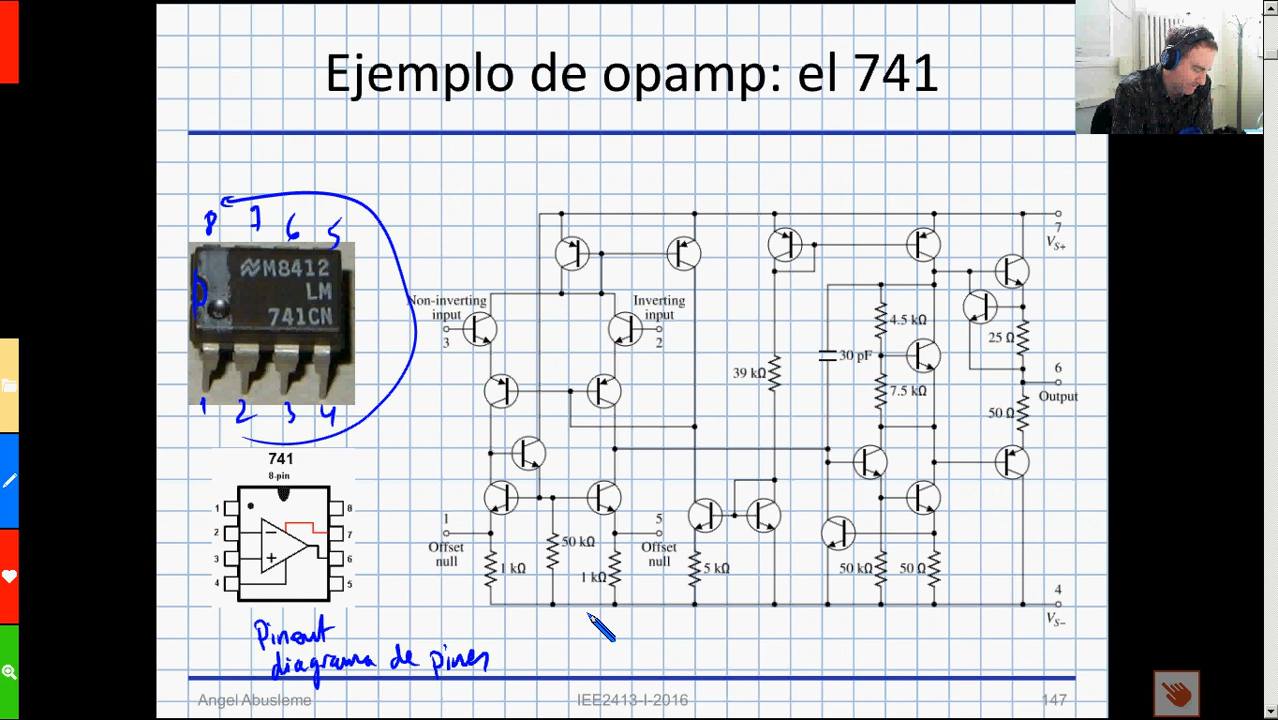 Ejemplo de opamp: el 741
8 7 6 5
M8412
LM
741CN
1 2 3 4
741
8-pin
1 8
2 7
3 6
4 5
- 
+
Pinout
diagrama de pines
Non-inverting
input
3
Inverting
input
2
1
Offset
null
5
Offset
null
1 kΩ
50 kΩ
1 kΩ
5 kΩ
39 kΩ
30 pF
4.5 kΩ
7.5 kΩ
50 kΩ
50 Ω
25 Ω
50 Ω
7
VS+
6
Output
4
VS−
Angel Abusleme
IEE2413-I-2016
147